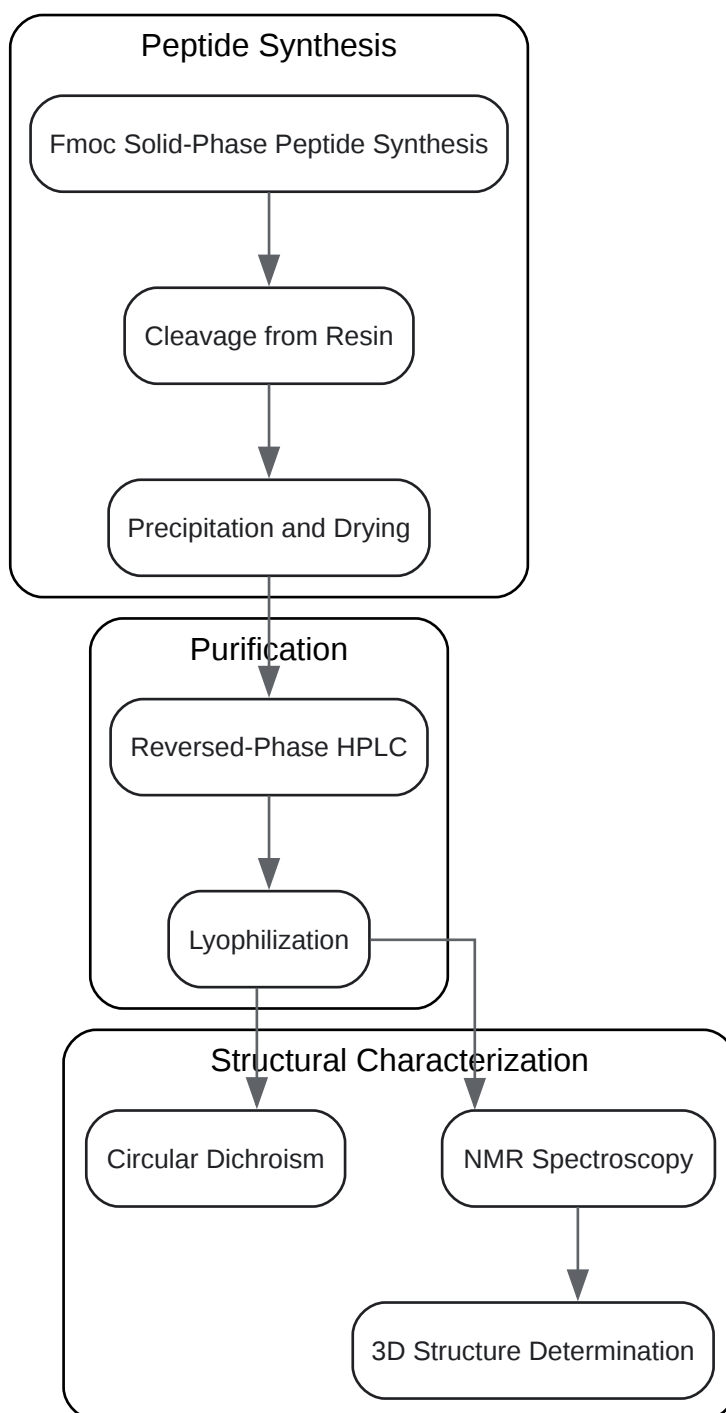 Peptide Synthesis
Fmoc Solid-Phase Peptide Synthesis
Cleavage from Resin
Precipitation and Drying
Purification
Reversed-Phase HPLC
Lyophilization
Structural Characterization
Circular Dichroism
NMR Spectroscopy
3D Structure Determination